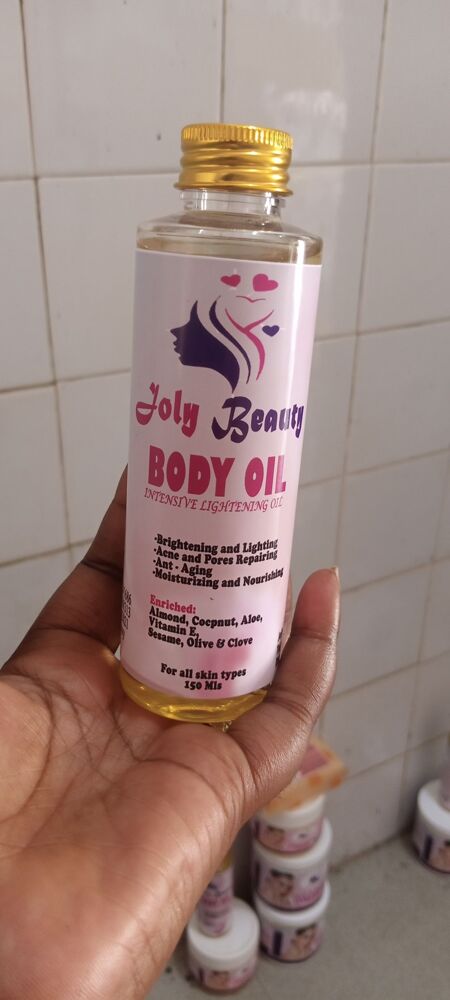 Joly Beauty
BODY OIL
INTENSIVE LIGHTENING OIL
-Brightening and Lighting
-Acne and Pores Repairing
-Ant - Aging
-Moisturizing and Nourishing
Enriched:
Almond, Cocpnut, Aloe,
Vitamin E,
Sesame, Olive & Clove
For all skin types
150 Mls